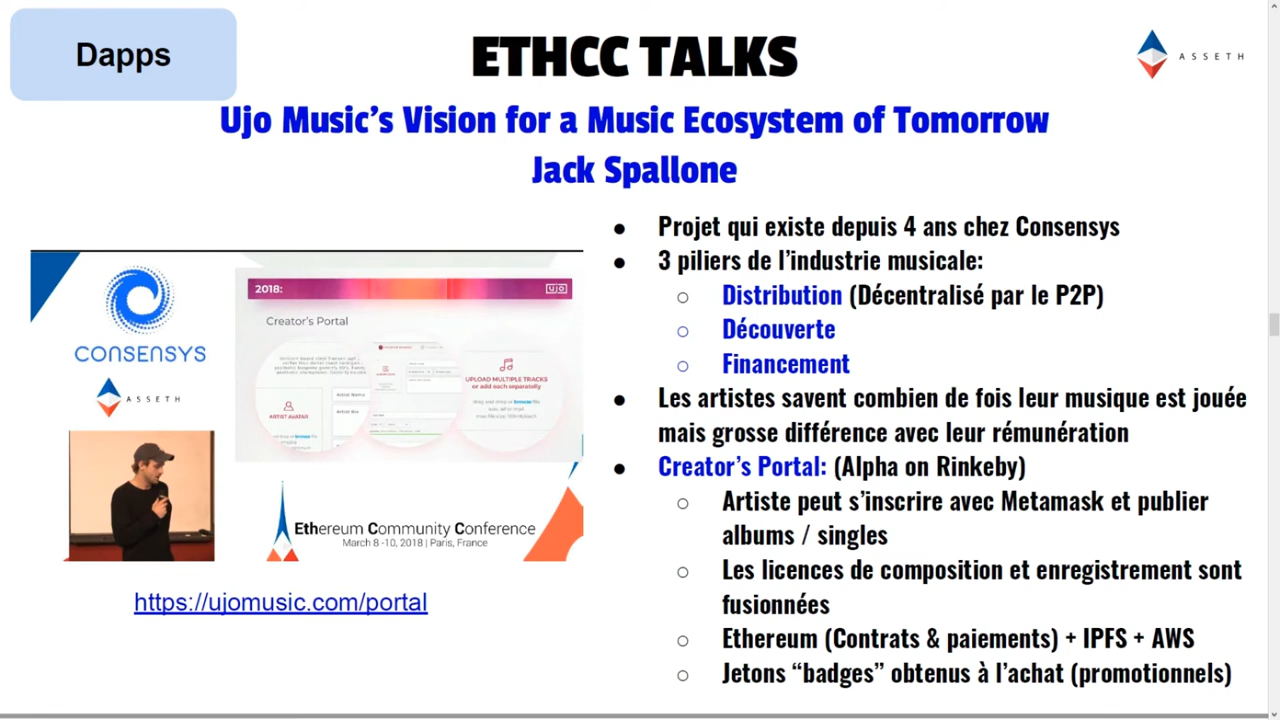 Dapps
ETHCC TALKS
ASSETH
Ujo Music's Vision for a Music Ecosystem of Tomorrow
Jack Spallone
CONSENSYS
ASSETH
2018:
ujo
Creator's Portal
ARTIST AVATAR
Artist Name
Artist Bio
UPLOAD MULTIPLE TRACKS
or add each separately
Ethereum Community Conference
March 8 -10, 2018 | Paris, France
https://ujomusic.com/portal
● Projet qui existe depuis 4 ans chez Consensys
● 3 piliers de l'industrie musicale:
○ Distribution (Décentralisé par le P2P)
○ Découverte
○ Financement
● Les artistes savent combien de fois leur musique est jouée
mais grosse différence avec leur rémunération
● Creator's Portal: (Alpha on Rinkeby)
○ Artiste peut s'inscrire avec Metamask et publier
albums / singles
○ Les licences de composition et enregistrement sont
fusionnées
○ Ethereum (Contrats & paiements) + IPFS + AWS
○ Jetons “badges” obtenus à l'achat (promotionnels)